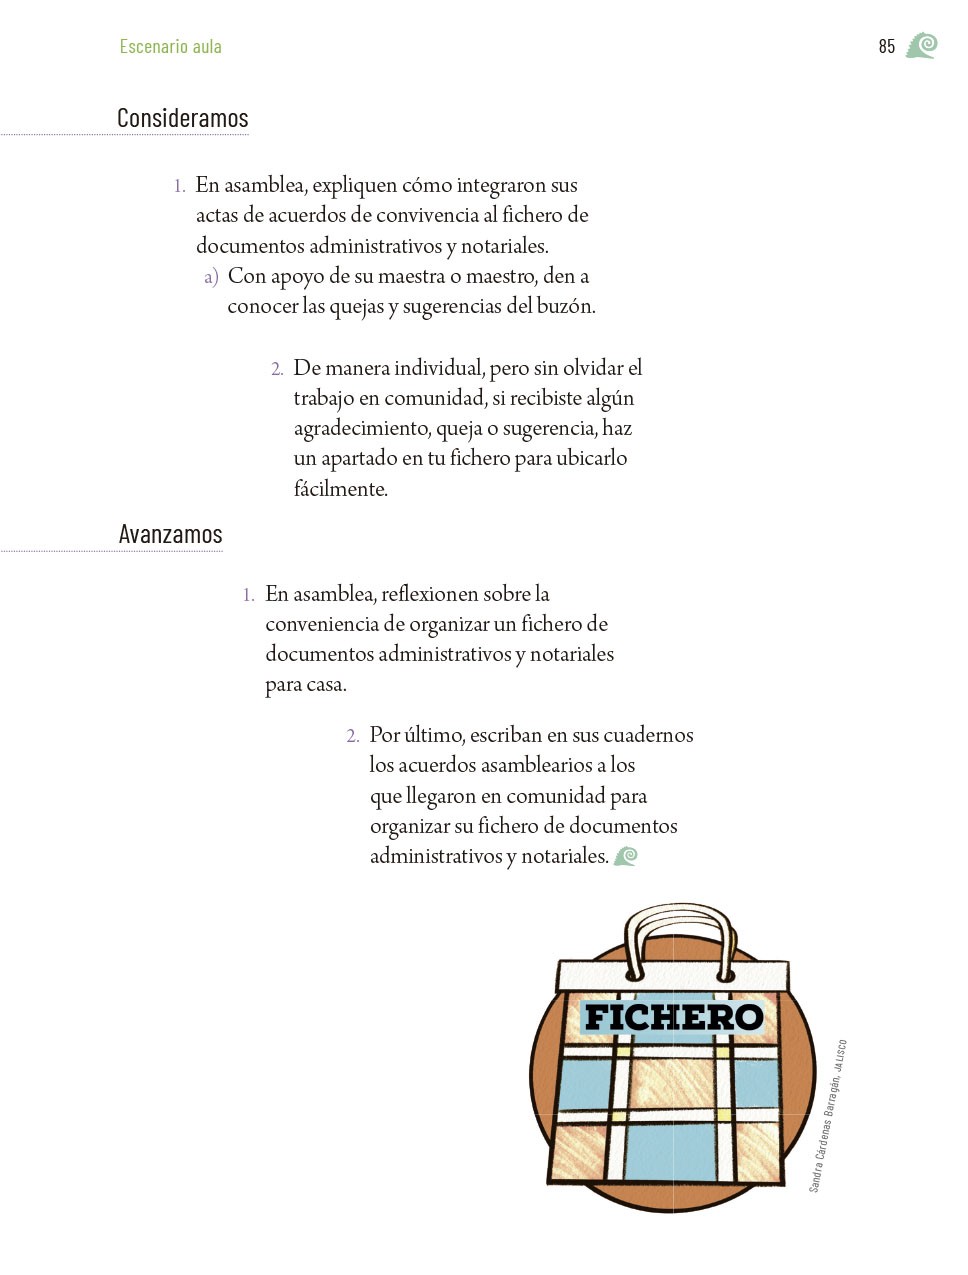 Escenario aula
85
Consideramos
1. En asamblea, expliquen cómo integraron sus
actas de acuerdos de convivencia al fichero de
documentos administrativos y notariales.
a) Con apoyo de su maestra o maestro, den a
conocer las quejas y sugerencias del buzón.
2. De manera individual, pero sin olvidar el
trabajo en comunidad, si recibiste algún
agradecimiento, queja o sugerencia, haz
un apartado en tu fichero para ubicarlo
fácilmente.
Avanzamos
1. En asamblea, reflexionen sobre la
conveniencia de organizar un fichero de
documentos administrativos y notariales
para casa.
2. Por último, escriban en sus cuadernos
los acuerdos asamblearios a los
que llegaron en comunidad para
organizar su fichero de documentos
administrativos y notariales.
FICHERO
Sandra Cárdenas Barragán, JALISCO